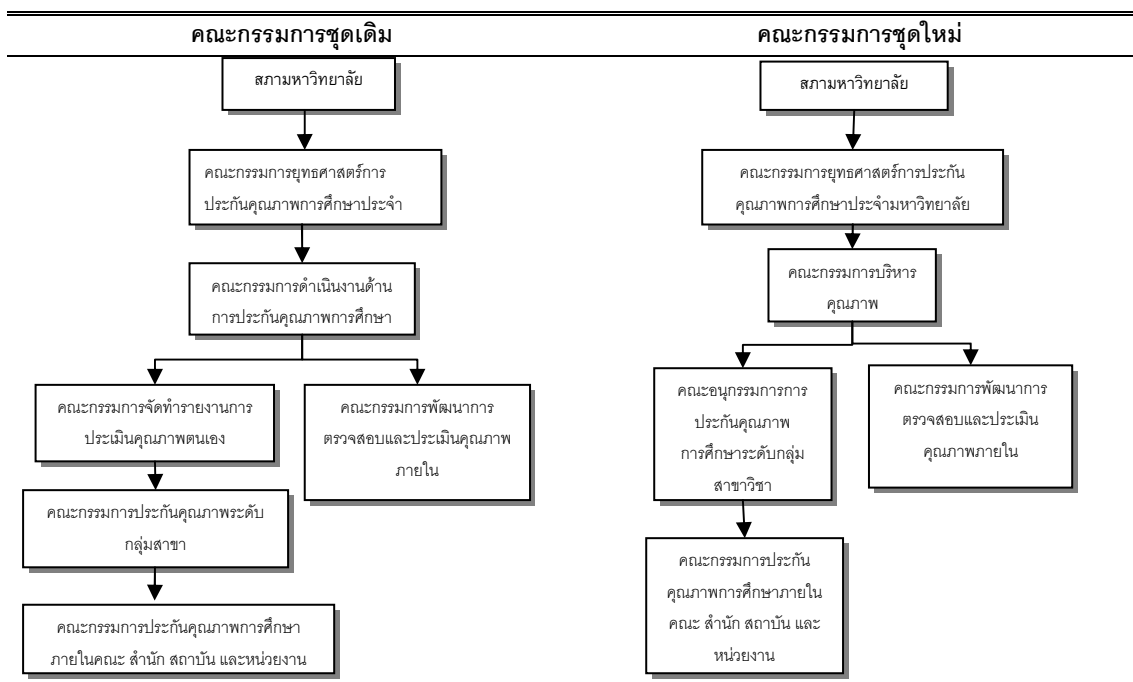 คณะกรรมการชุดเดิม
สภามหาวิทยาลัย
คณะกรรมการยุทธศาสตร์การ
ประกันคุณภาพการศึกษาประจำ
คณะกรรมการดำเนินงานด้าน
การประกันคุณภาพการศึกษา
คณะกรรมการจัดทำรายงานการ
ประเมินคุณภาพตนเอง
คณะกรรมการพัฒนาการ
ตรวจสอบและประเมินคุณภาพ
ภายใน
คณะกรรมการประกันคุณภาพระดับ
กลุ่มสาขา
คณะกรรมการประกันคุณภาพการศึกษา
ภายในคณะ สำนัก สถาบัน และหน่วยงาน
คณะกรรมการชุดใหม่
สภามหาวิทยาลัย
คณะกรรมการยุทธศาสตร์การประกัน
คุณภาพการศึกษาประจำมหาวิทยาลัย
คณะกรรมการบริหาร
คุณภาพ
คณะอนุกรรมการการ
ประกันคุณภาพ
การศึกษาระดับกลุ่ม
สาขาวิชา
คณะกรรมการพัฒนาการ
ตรวจสอบและประเมิน
คุณภาพภายใน
คณะกรรมการประกัน
คุณภาพการศึกษาภายใน
คณะ สำนัก สถาบัน และ
หน่วยงาน